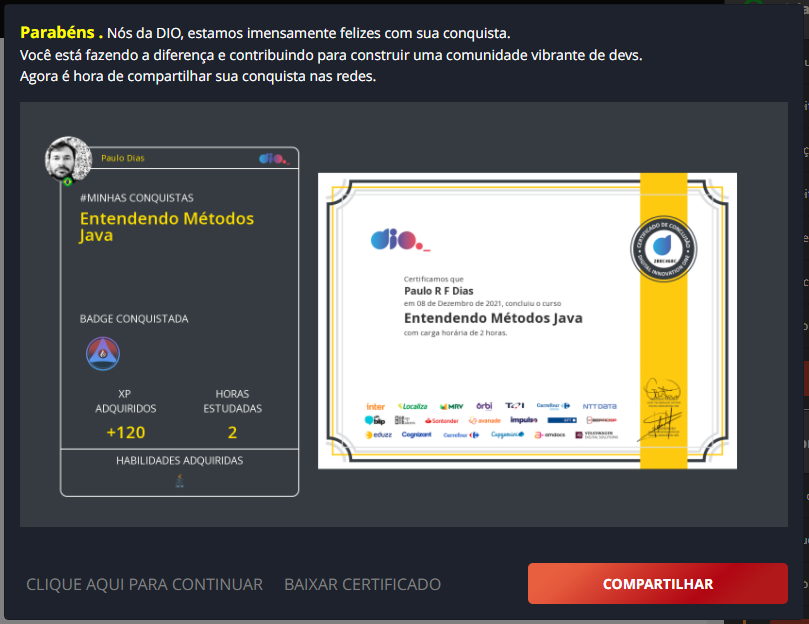 Parabéns . Nós da DIO, estamos imensamente felizes com sua conquista.
Você está fazendo a diferença e contribuindo para construir uma comunidade vibrante de devs.
Agora é hora de compartilhar sua conquista nas redes.
Paulo Dias
dio._
#MINHAS CONQUISTAS
Entendendo Métodos
Java
BADGE CONQUISTADA
XP
ADQUIRIDOS
HORAS
ESTUDADAS
+120
2
HABILIDADES ADQUIRIDAS
dio._
CERTIFICADO DE CONCLUSÃO
DIGITAL INNOVATION ONE
Certificamos que
Paulo R F Dias
em 08 de Dezembro de 2021, concluiu o curso
Entendendo Métodos Java
com carga horária de 2 horas.
inter Localiza MRV órbi Carrefour NTT DATA
blip Santander avanade impulso
eduzz Cognizant Carrefour Capgemini amdocs VOLKSWAGEN
CLIQUE AQUI PARA CONTINUAR
BAIXAR CERTIFICADO
COMPARTILHAR